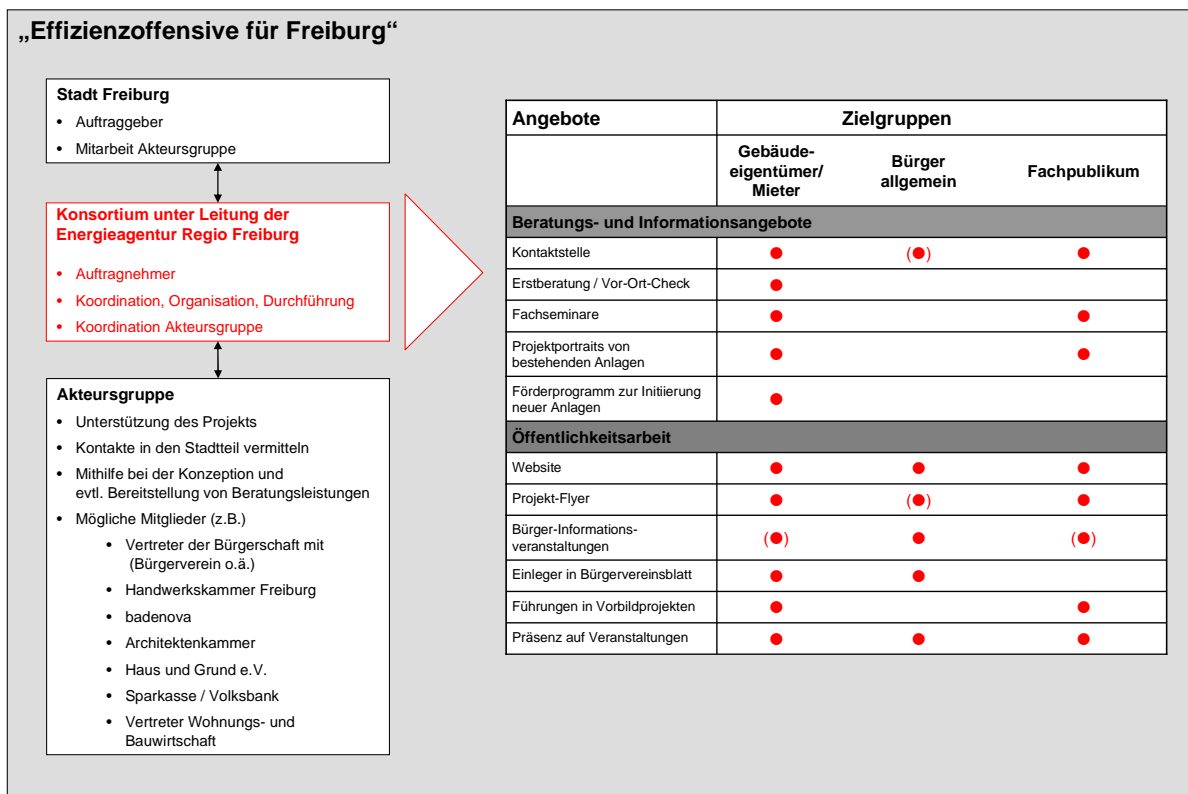 „Effizienzoffensive für Freiburg“
Stadt Freiburg
• Auftraggeber
• Mitarbeit Akteursgruppe
Konsortium unter Leitung der
Energieagentur Regio Freiburg
• Auftragnehmer
• Koordination, Organisation, Durchführung
• Koordination Akteursgruppe
Akteursgruppe
• Unterstützung des Projekts
• Kontakte in den Stadtteil vermitteln
• Mithilfe bei der Konzeption und
evtl. Bereitstellung von Beratungsleistungen
• Mögliche Mitglieder (z.B.)
• Vertreter der Bürgerschaft mit
(Bürgerverein o.ä.)
• Handwerkskammer Freiburg
• badenova
• Architektenkammer
• Haus und Grund e.V.
• Sparkasse / Volksbank
• Vertreter Wohnungs- und
Bauwirtschaft
Angebote Zielgruppen
Gebäude-
eigentümer/
Mieter
Bürger
allgemein
Fachpublikum
Beratungs- und Informationsangebote
Kontaktstelle ● (●) ●
Erstberatung / Vor-Ort-Check ●
Fachseminare ● ●
Projektportraits von
bestehenden Anlagen ● ●
Förderprogramm zur Initiierung
neuer Anlagen ●
Öffentlichkeitsarbeit
Website ● ● ●
Projekt-Flyer ● (●) ●
Bürger-Informations-
veranstaltungen (●) ● (●)
Einleger in Bürgervereinsblatt ● ●
Führungen in Vorbildprojekten ● ●
Präsenz auf Veranstaltungen ● ● ●